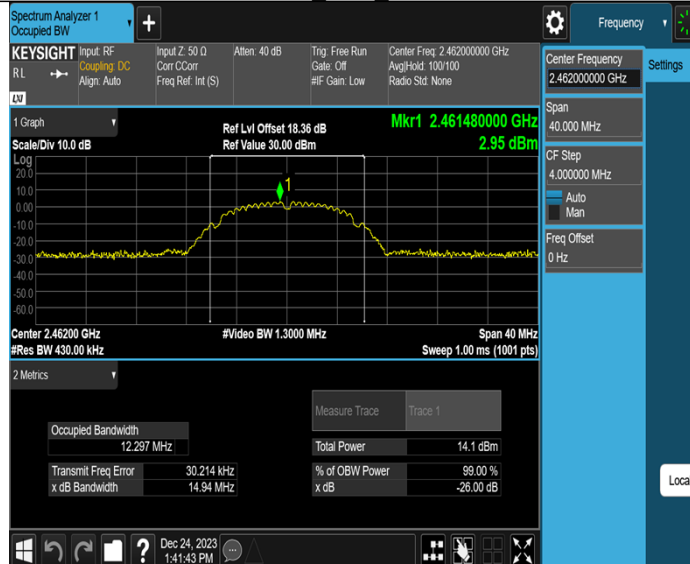 Spectrum Analyzer 1
Occupied BW
Frequency
KEYSIGHT
RL
Input: RF
Coupling: DC
Align: Auto
Input Z: 50 Ω
Corr CCorr
Freq Ref: Int (S)
Atten: 40 dB
Trig: Free Run
Gate: Off
#IF Gain: Low
Center Freq: 2.462000000 GHz
Avg|Hold: 100/100
Radio Std: None
LXI
1 Graph
Scale/Div 10.0 dB
Ref Lvl Offset 18.36 dB
Ref Value 30.00 dBm
Mkr1 2.461480000 GHz
2.95 dBm
Log
20.0
10.0
0.00
-10.0
-20.0
-30.0
-40.0
-50.0
-60.0
1
Center 2.46200 GHz
#Res BW 430.00 kHz
#Video BW 1.3000 MHz
Span 40 MHz
Sweep 1.00 ms (1001 pts)
2 Metrics
Measure Trace
Trace 1
Occupied Bandwidth
12.297 MHz
Total Power
14.1 dBm
Transmit Freq Error
30.214 kHz
% of OBW Power
99.00 %
x dB Bandwidth
14.94 MHz
x dB
-26.00 dB
Dec 24, 2023
1:41:43 PM
Center Frequency
2.462000000 GHz
Settings
Span
40.000 MHz
CF Step
4.000000 MHz
Auto
Man
Freq Offset
0 Hz
Loca